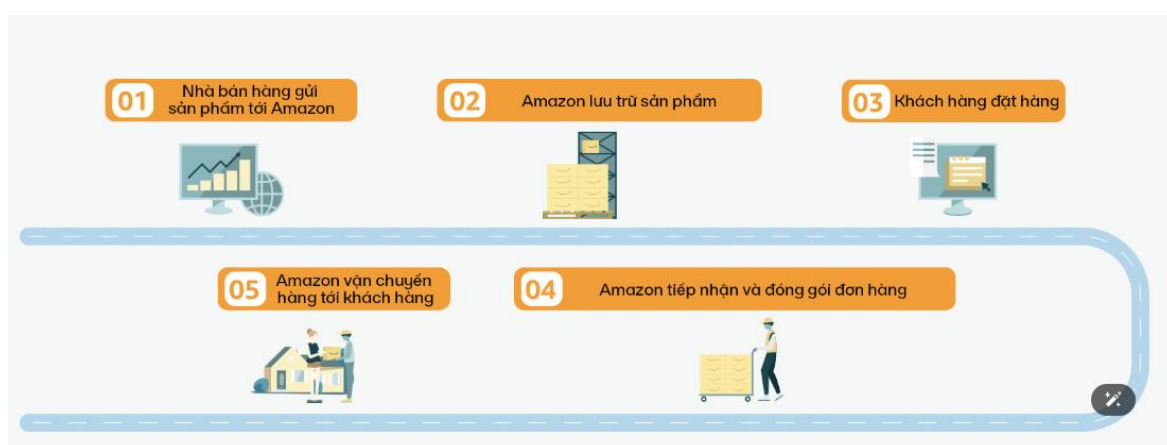 01
Nhà bán hàng gửi
sản phẩm tới Amazon
02
Amazon lưu trữ sản phẩm
03
Khách hàng đặt hàng
04
Amazon tiếp nhận và đóng gói đơn hàng
05
Amazon vận chuyển
hàng tới khách hàng